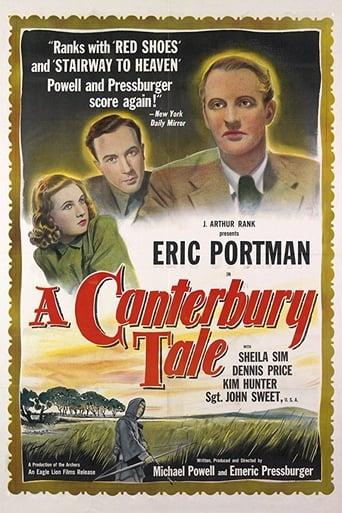 "Ranks with 'RED SHOES'
and 'STAIRWAY TO HEAVEN'
Powell and Pressburger
score again!"
—New York
Daily Mirror
J. ARTHUR RANK
presents
ERIC PORTMAN
IN
A Canterbury
Tale
WITH
SHEILA SIM
DENNIS PRICE
KIM HUNTER
Sgt. JOHN SWEET, U.S.A.
A Production of the Archers
An Eagle Lion Films Release
Written, Produced and Directed by
Michael Powell and Emeric Pressburger